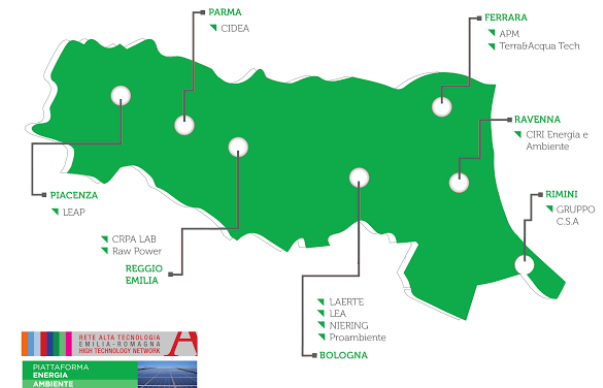 PARMA
CIDEA
FERRARA
APM
Terra&Acqua Tech
RAVENNA
CIRI Energia e
Ambiente
PIACENZA
LEAP
RIMINI
GRUPPO
C.S.A
CRPA LAB
Raw Power
REGGIO
EMILIA
LAERTE
LEA
NIERING
Proambiente
BOLOGNA
RETE ALTA TECNOLOGIA
EMILIA-ROMAGNA
HIGH TECHNOLOGY NETWORK
A
PIATTAFORMA
ENERGIA
AMBIENTE